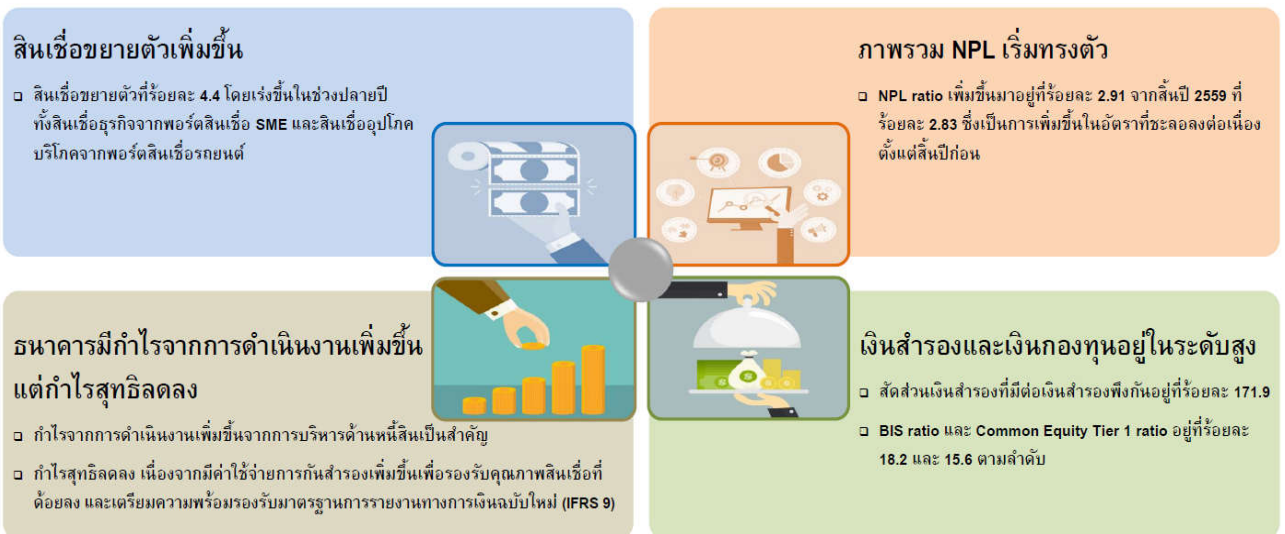 สินเชื่อขยายตัวเพิ่มขึ้น
❑ สินเชื่อขยายตัวที่ร้อยละ 4.4 โดยเร่งขึ้นในช่วงปลายปี
ทั้งสินเชื่อธุรกิจจากพอร์ตสินเชื่อ SME และสินเชื่ออุปโภค
บริโภคจากพอร์ตสินเชื่อรถยนต์
ภาพรวม NPL เริ่มทรงตัว
❑ NPL ratio เพิ่มขึ้นมาอยู่ที่ร้อยละ 2.91 จากสิ้นปี 2559 ที่
ร้อยละ 2.83 ซึ่งเป็นการเพิ่มขึ้นในอัตราที่ชะลอลงต่อเนื่อง
ตั้งแต่สิ้นปีก่อน
ธนาคารมีกำไรจากการดำเนินงานเพิ่มขึ้น
แต่กำไรสุทธิลดลง
❑ กำไรจากการดำเนินงานเพิ่มขึ้นจากการบริหารด้านหนี้สินเป็นสำคัญ
❑ กำไรสุทธิลดลง เนื่องจากมีค่าใช้จ่ายการกันสำรองเพิ่มขึ้นเพื่อรองรับคุณภาพสินเชื่อที่
ด้อยลง และเตรียมความพร้อมรองรับมาตรฐานการรายงานทางการเงินฉบับใหม่ (IFRS 9)
เงินสำรองและเงินกองทุนอยู่ในระดับสูง
❑ สัดส่วนเงินสำรองที่มีต่อเงินสำรองพึงกันอยู่ที่ร้อยละ 171.9
❑ BIS ratio และ Common Equity Tier 1 ratio อยู่ที่ร้อยละ
18.2 และ 15.6 ตามลำดับ